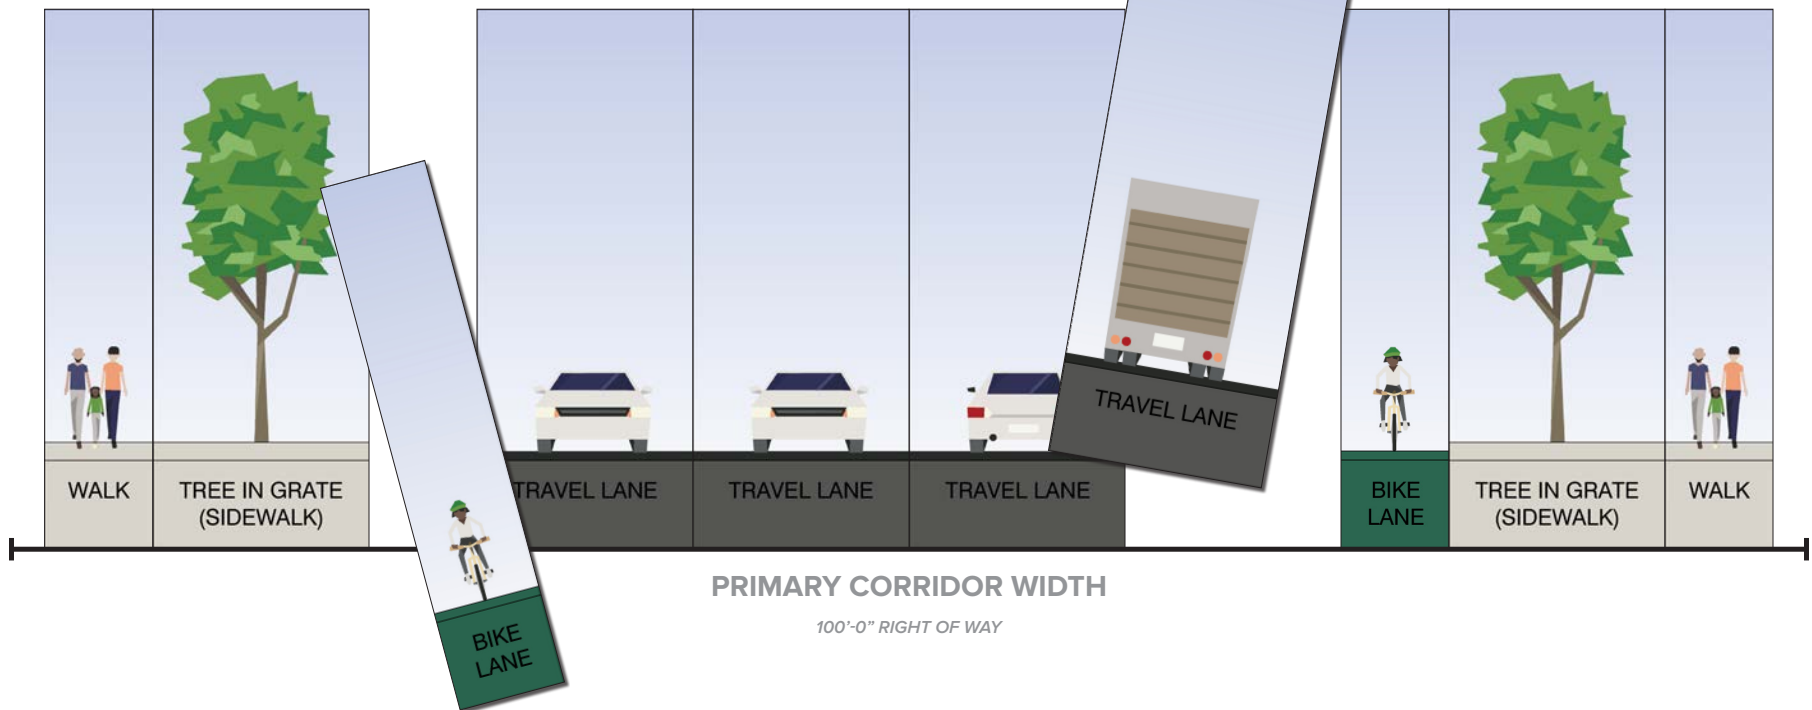 WALK
TREE IN GRATE
(SIDEWALK)
BIKE
LANE
TRAVEL LANE
TRAVEL LANE
TRAVEL LANE
TRAVEL LANE
BIKE
LANE
TREE IN GRATE
(SIDEWALK)
WALK
PRIMARY CORRIDOR WIDTH
100'-0" RIGHT OF WAY